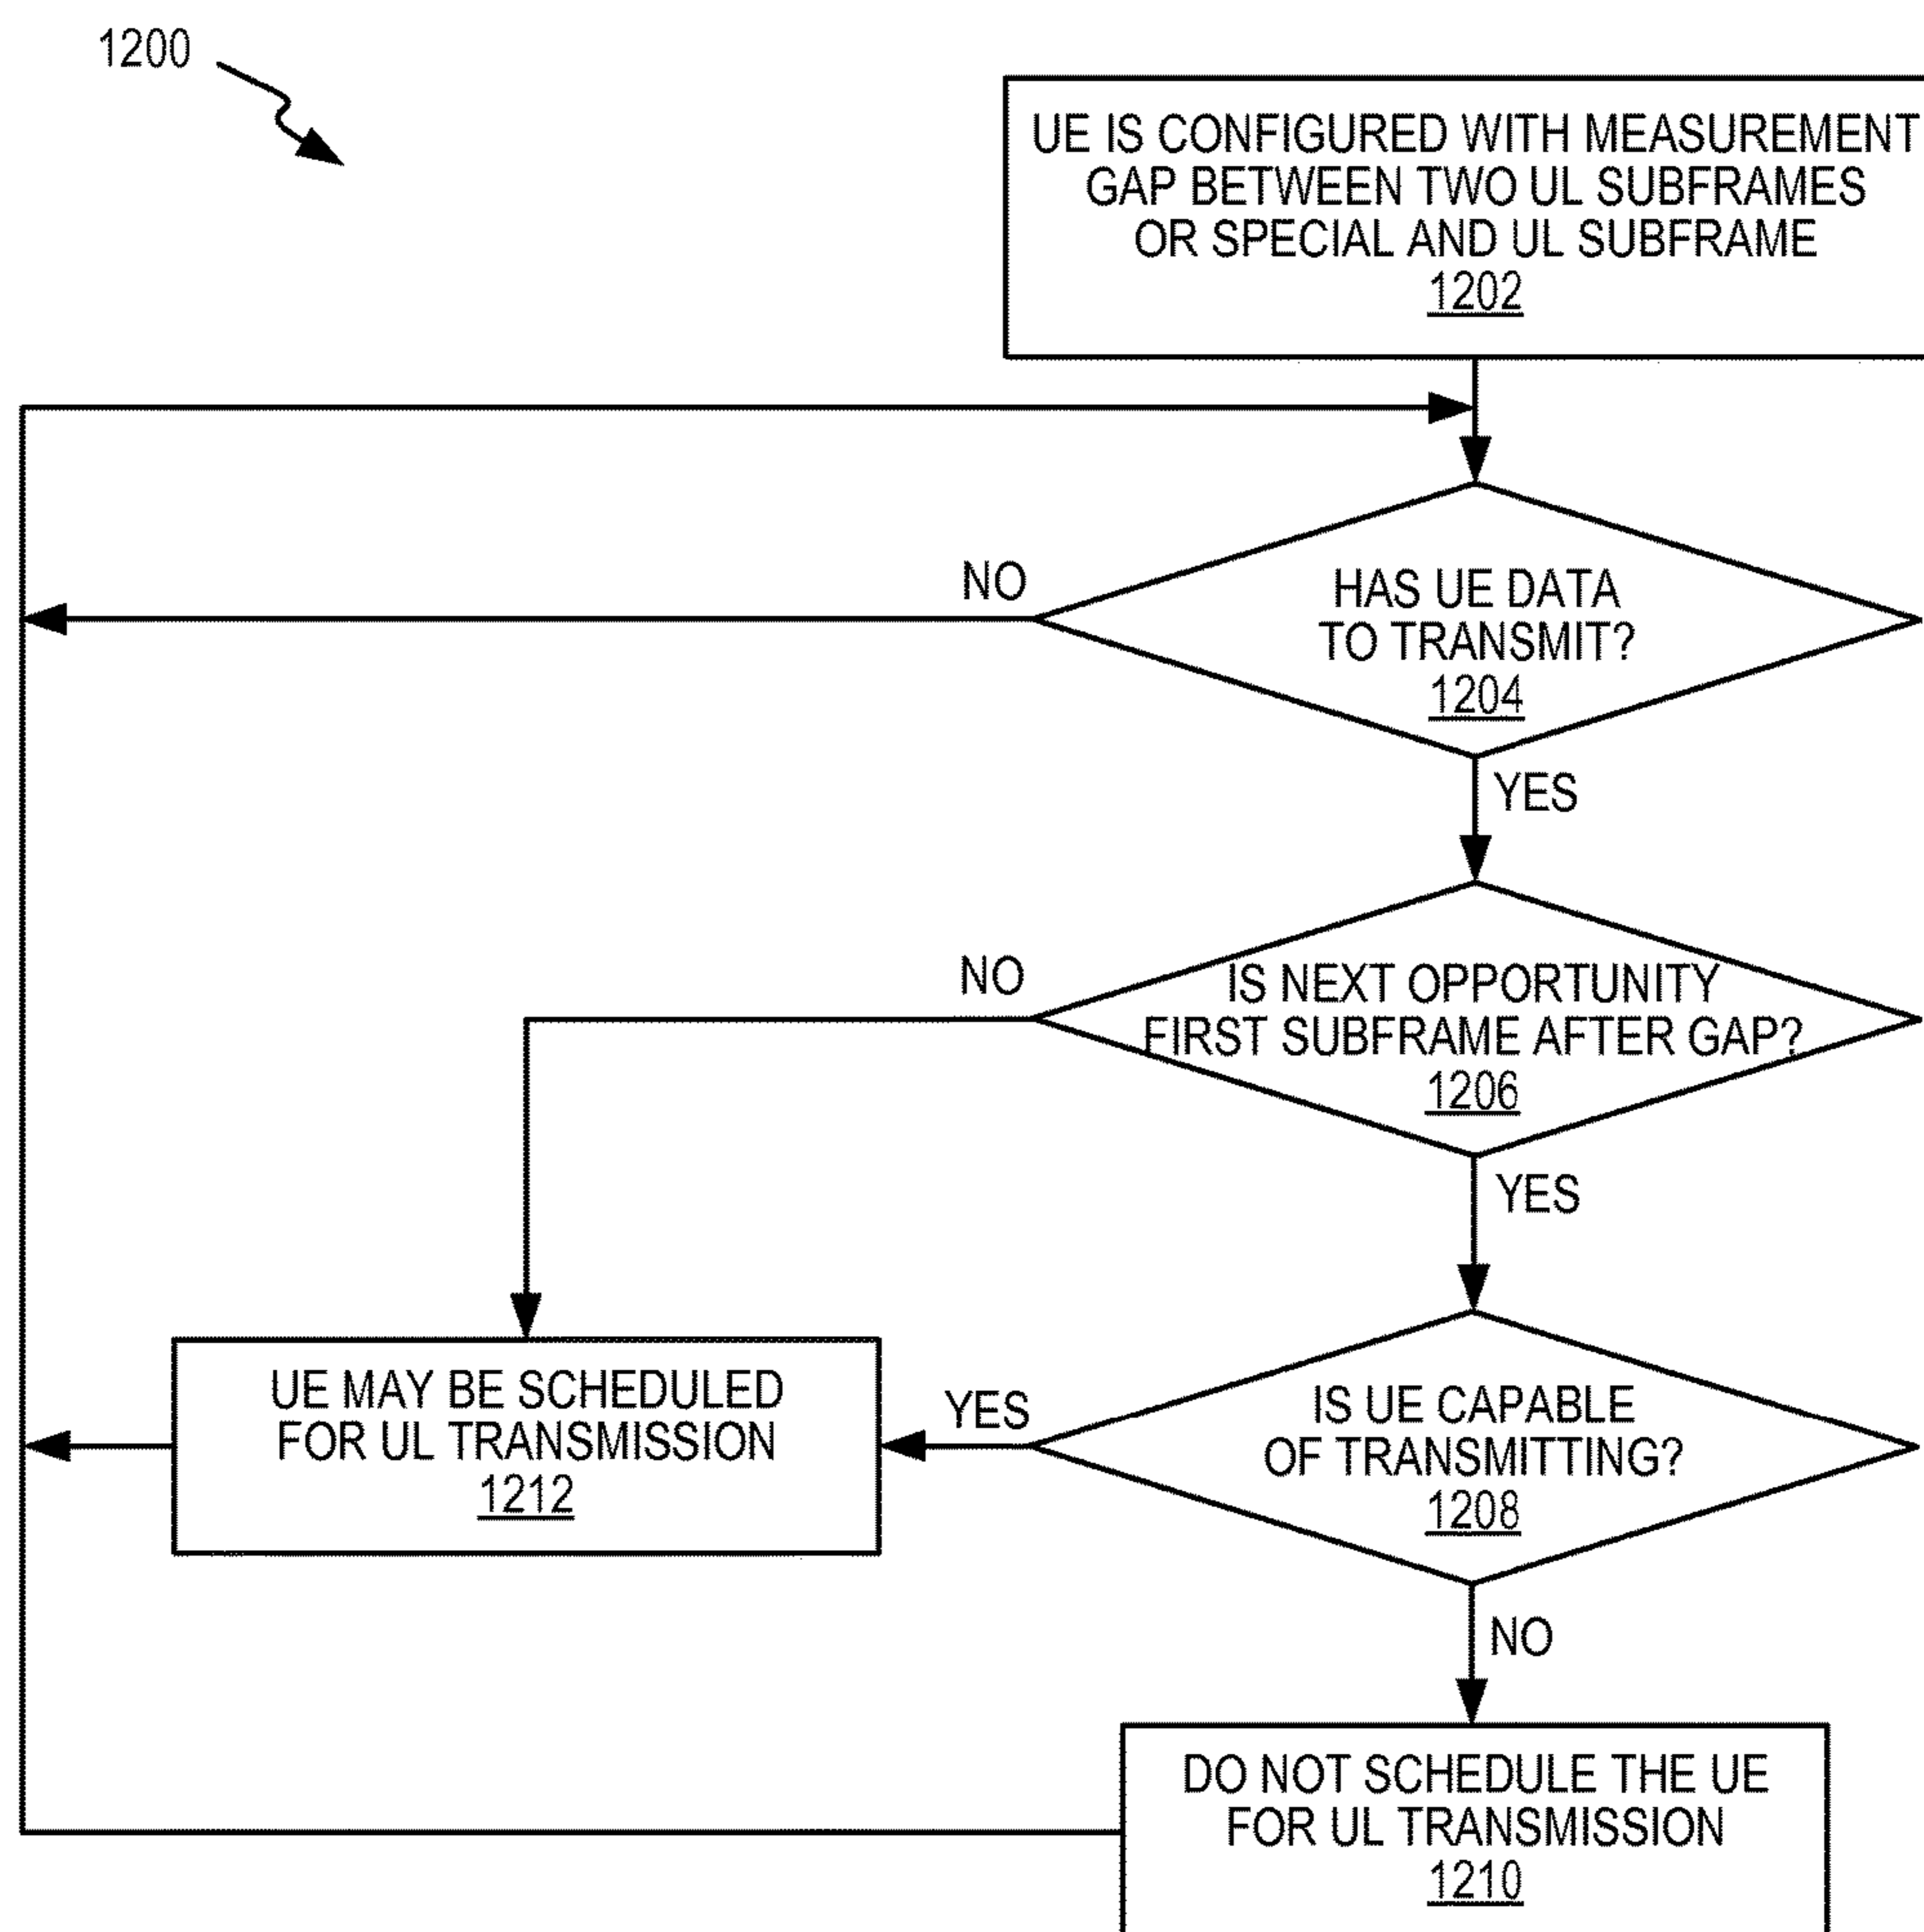 1200
UE IS CONFIGURED WITH MEASUREMENT
GAP BETWEEN TWO UL SUBFRAMES
OR SPECIAL AND UL SUBFRAME
1202
NO
HAS UE DATA
TO TRANSMIT?
1204
YES
NO
IS NEXT OPPORTUNITY
FIRST SUBFRAME AFTER GAP?
1206
YES
UE MAY BE SCHEDULED
FOR UL TRANSMISSION
1212
YES
IS UE CAPABLE
OF TRANSMITTING?
1208
NO
DO NOT SCHEDULE THE UE
FOR UL TRANSMISSION
1210